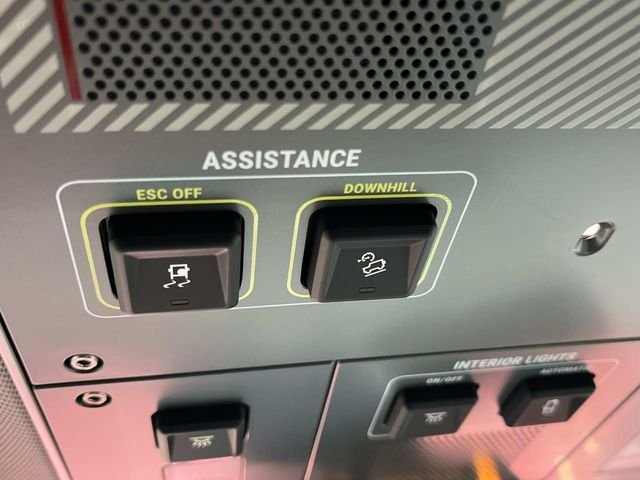 ASSISTANCE
ESC OFF
DOWNHILL
INTERIOR LIGHTS
ON/OFF